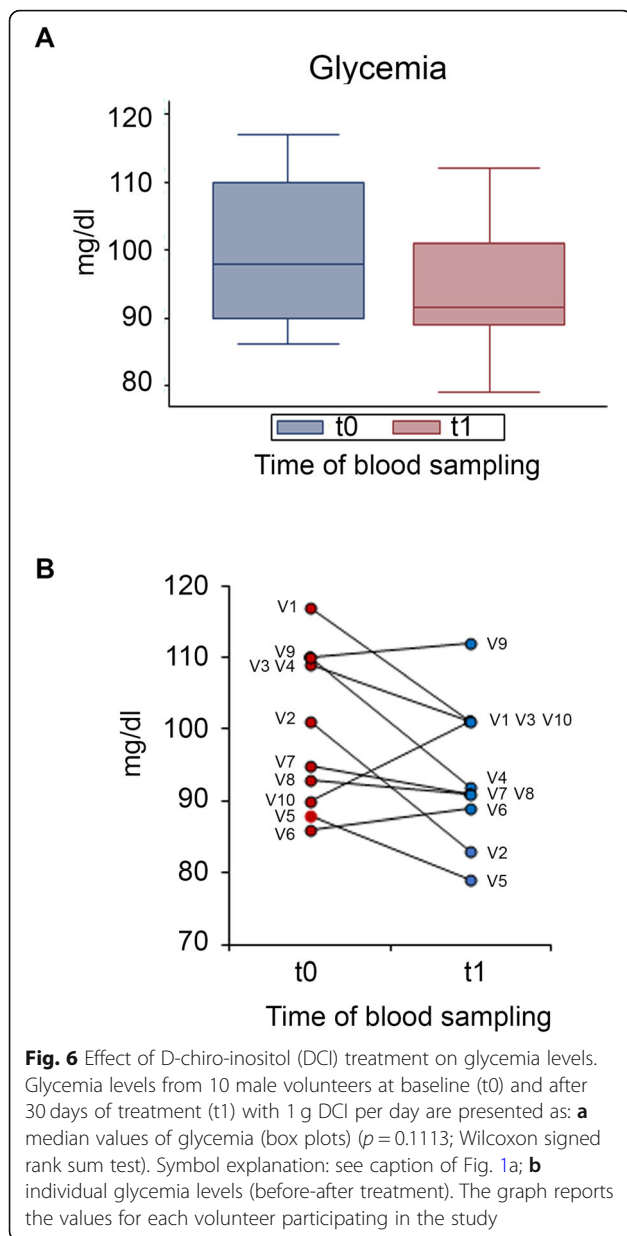 A
Glycemia
120
110
100
90
80
mg/dl
t0 t1
Time of blood sampling
B
120
110
100
90
80
70
mg/dl
V1
V9
V3 V4
V2
V7
V8
V10
V5
V6
V9
V1 V3 V10
V4
V7 V8
V6
V2
V5
t0 t1
Time of blood sampling
Fig. 6 Effect of D-chiro-inositol (DCI) treatment on glycemia levels.
Glycemia levels from 10 male volunteers at baseline (t0) and after
30 days of treatment (t1) with 1 g DCI per day are presented as: a
median values of glycemia (box plots) (p = 0.1113; Wilcoxon signed
rank sum test). Symbol explanation: see caption of Fig. 1a; b
individual glycemia levels (before-after treatment). The graph reports
the values for each volunteer participating in the study